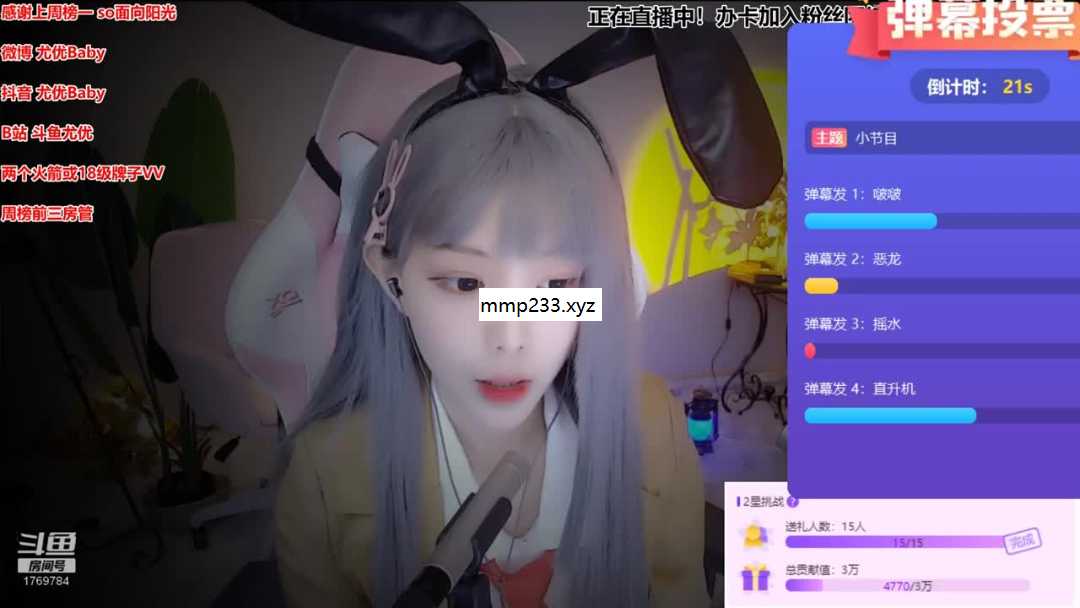 感谢上周榜一 so面向阳光
微博 尤优Baby
抖音 尤优Baby
B站 斗鱼尤优
两个火箭或18级牌子VV
周榜前三房管
正在直播中！办卡加入粉丝
弹幕投票
倒计时： 21s
主题 小节目
弹幕发 1：啵啵
弹幕发 2：恶龙
弹幕发 3：摇水
弹幕发 4：直升机
mmp233.xyz
2星挑战 ?
送礼人数：15人
15/15
完成
总贡献值：3万
4770/3万
斗鱼
房间号
1769784